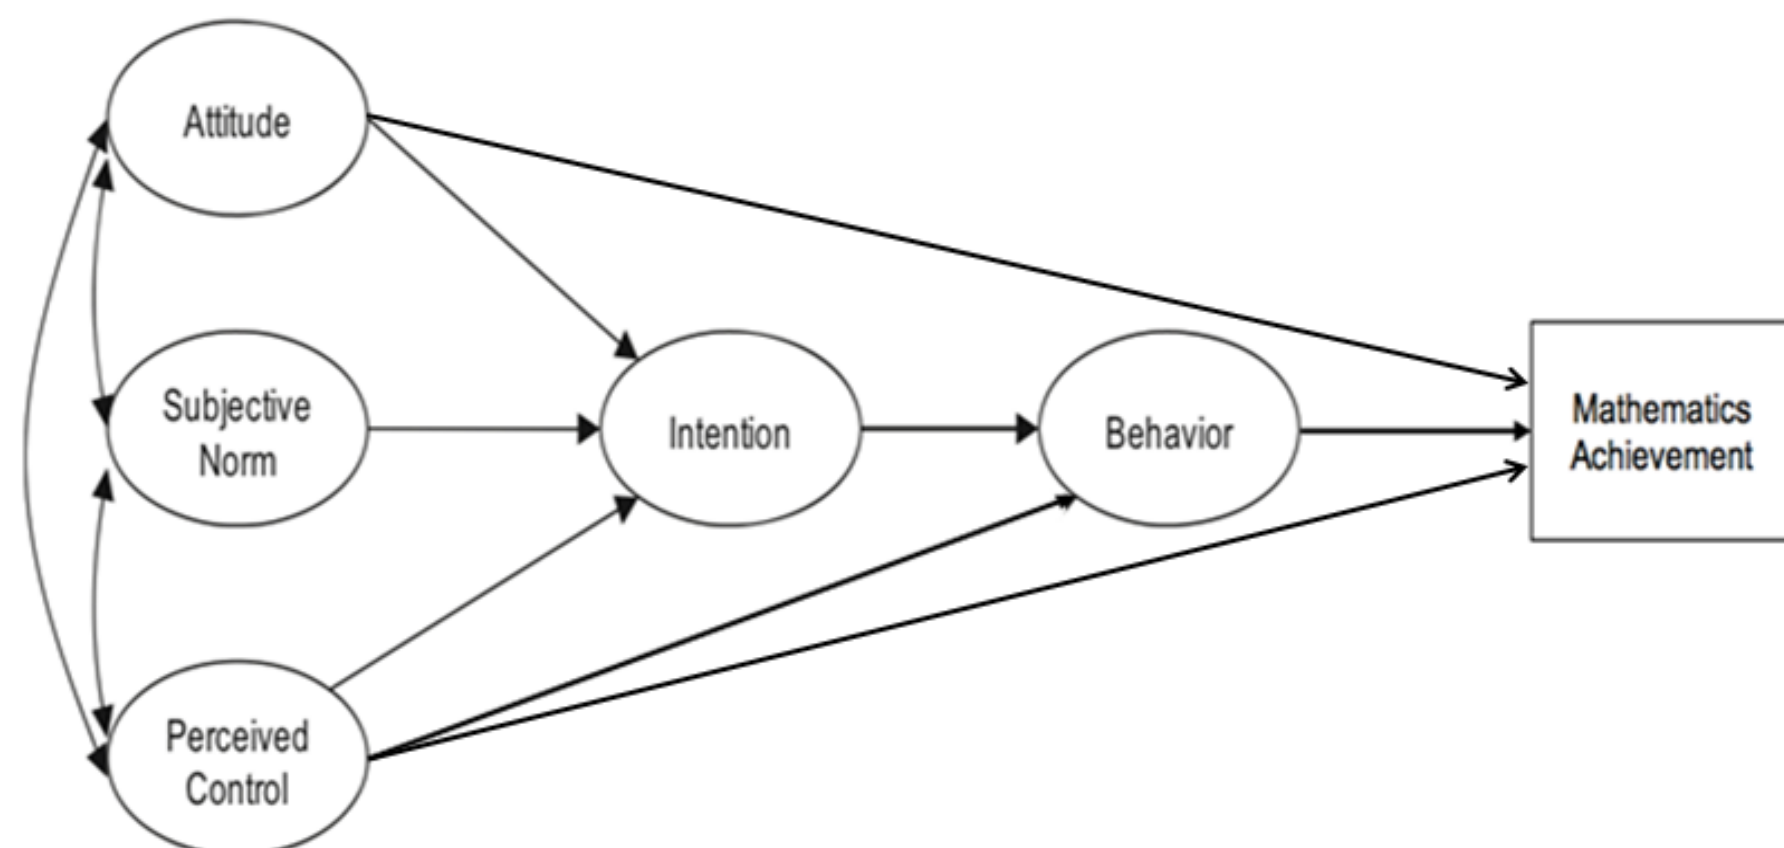 Attitude
Subjective
Norm
Intention
Behavior
Mathematics
Achievement
Perceived
Control